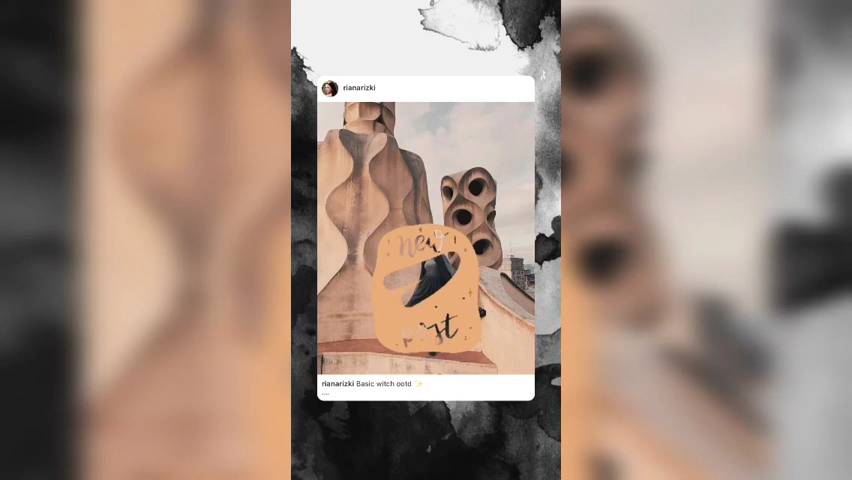 rianarizki
new
post
rianarizki Basic witch ootd ✨
....